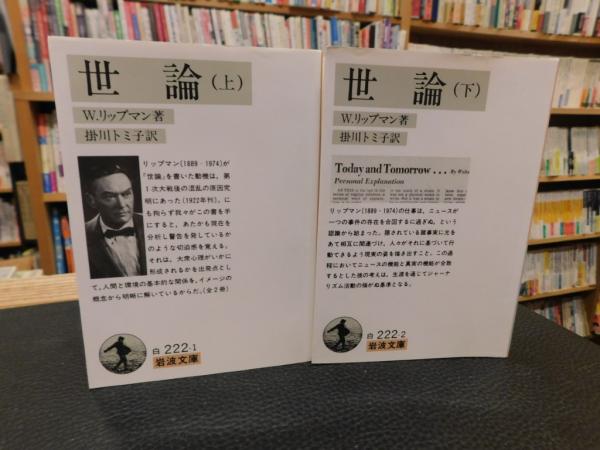 世論(上)
W.リップマン著
掛川トミ子訳
リップマン(1889‐1974)が
『世論』を書いた動機は、第
1次大戦後の混乱の原因究
明にあった(1922年刊)。に
も拘らず我々がこの書を手
にすると、あたかも現在を
分析し警告を発しているか
のような切迫感を覚える。
それは、大衆心理がいかに
形成されるかを出発点とし
て、人間と環境の基本的な関係を、イメージの
概念から明晰に解いているからだ。(全2冊)
白 222-1
岩波文庫
世論(下)
W.リップマン著
掛川トミ子訳
Today and Tomorrow...
Personal Explanation
リップマン(1889‐1974)の仕事は、ニュースが
一つの事件の存在を合図するに過ぎぬ、という
認識から始まった。隠されている諸事実に光を
あて相互に関連づけ、人々がそれに基づいて行
動できるよう現実の姿を描き出すこと。この過
程においてニュースの機能と真実の機能が合致
するとした彼の考えは、生涯を通じてジャーナ
リズム活動の揺がぬ基準となる。
白 222-2
岩波文庫